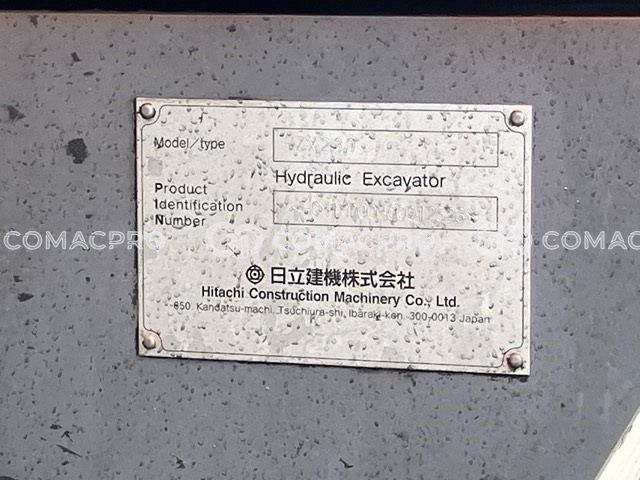 Model/type
Hydraulic Excavator
Product
Identification
Number
COMACPRO COMACPRO COMACPRO
日立建機株式会社
Hitachi Construction Machinery Co., Ltd.
650 Kandatsu-machi, Tsuchiura-shi, Ibaraki-ken 300-0013 Japan